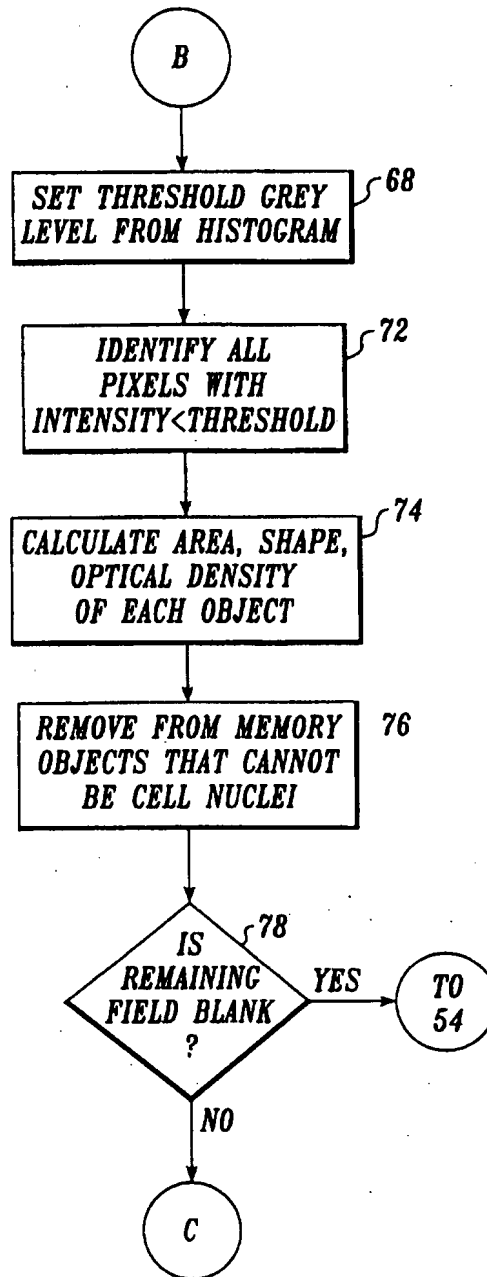 B
SET THRESHOLD GREY
LEVEL FROM HISTOGRAM
68
IDENTIFY ALL
PIXELS WITH
INTENSITY<THRESHOLD
72
CALCULATE AREA, SHAPE,
OPTICAL DENSITY
OF EACH OBJECT
74
REMOVE FROM MEMORY
OBJECTS THAT CANNOT
BE CELL NUCLEI
76
IS
REMAINING
FIELD BLANK
?
78
YES
TO
54
NO
C